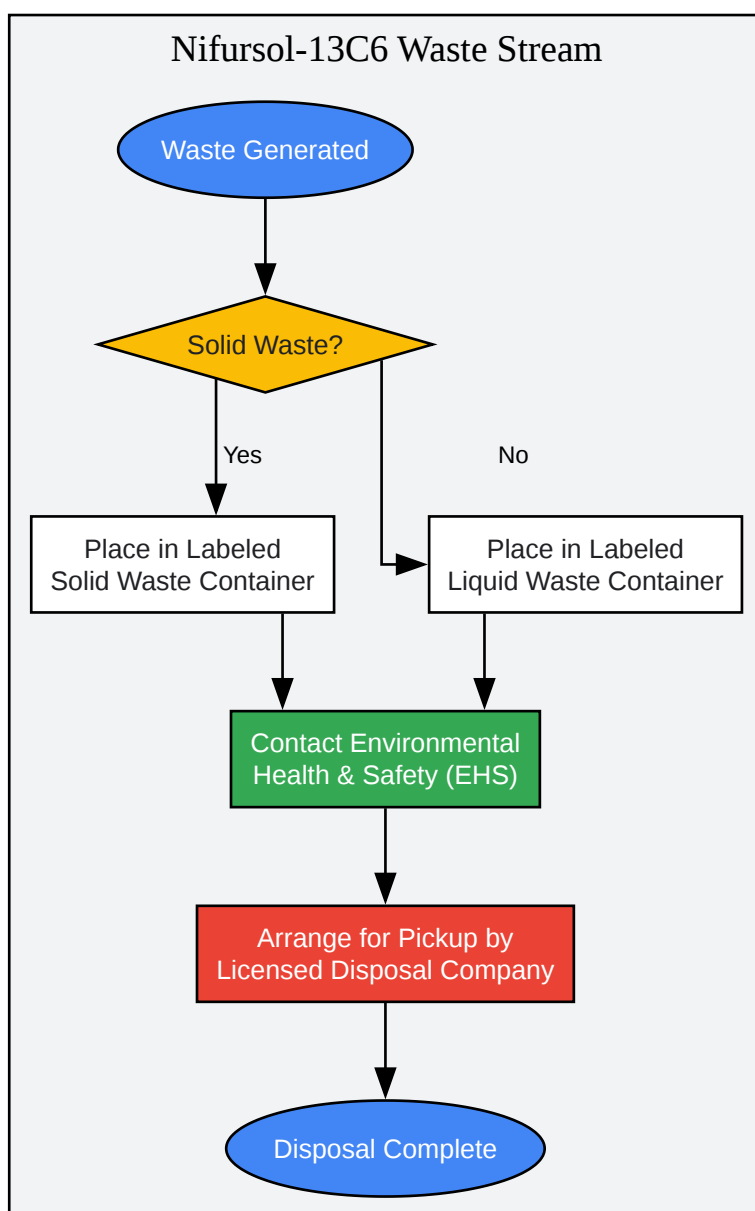 Nifursol-13C6 Waste Stream
Waste Generated
Solid Waste?
Yes
No
Place in Labeled
Solid Waste Container
Place in Labeled
Liquid Waste Container
Contact Environmental
Health & Safety (EHS)
Arrange for Pickup by
Licensed Disposal Company
Disposal Complete